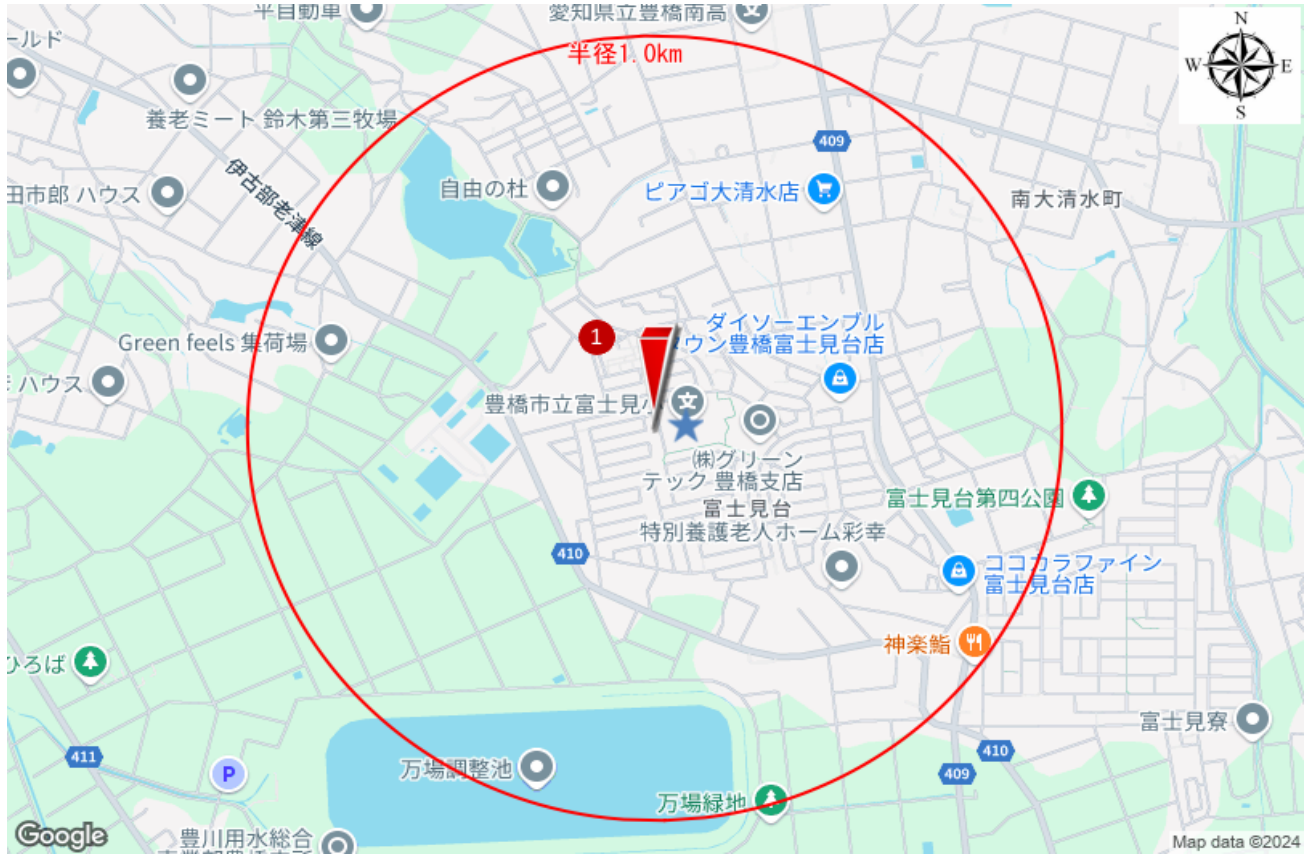 平自動車
愛知県立豊橋南高
N
W
E
S
半径1.0km
養老ミート 鈴木第三牧場
409
伊古部老津線
田市郎 ハウス
自由の杜
ピアゴ大清水店
南大清水町
Green feels 集荷場
1
ダイソーエンブル
ウン豊橋富士見台店
ハウス
豊橋市立富士見小
(株)グリーン
テック 豊橋支店
富士見台
富士見台第四公園
特別養護老人ホーム彩幸
410
ココカラファイン
富士見台店
神楽鮨
ひろば
富士見寮
411
P
万場調整池
410
409
万場緑地
豊川用水総合
Google
Map data ©2024